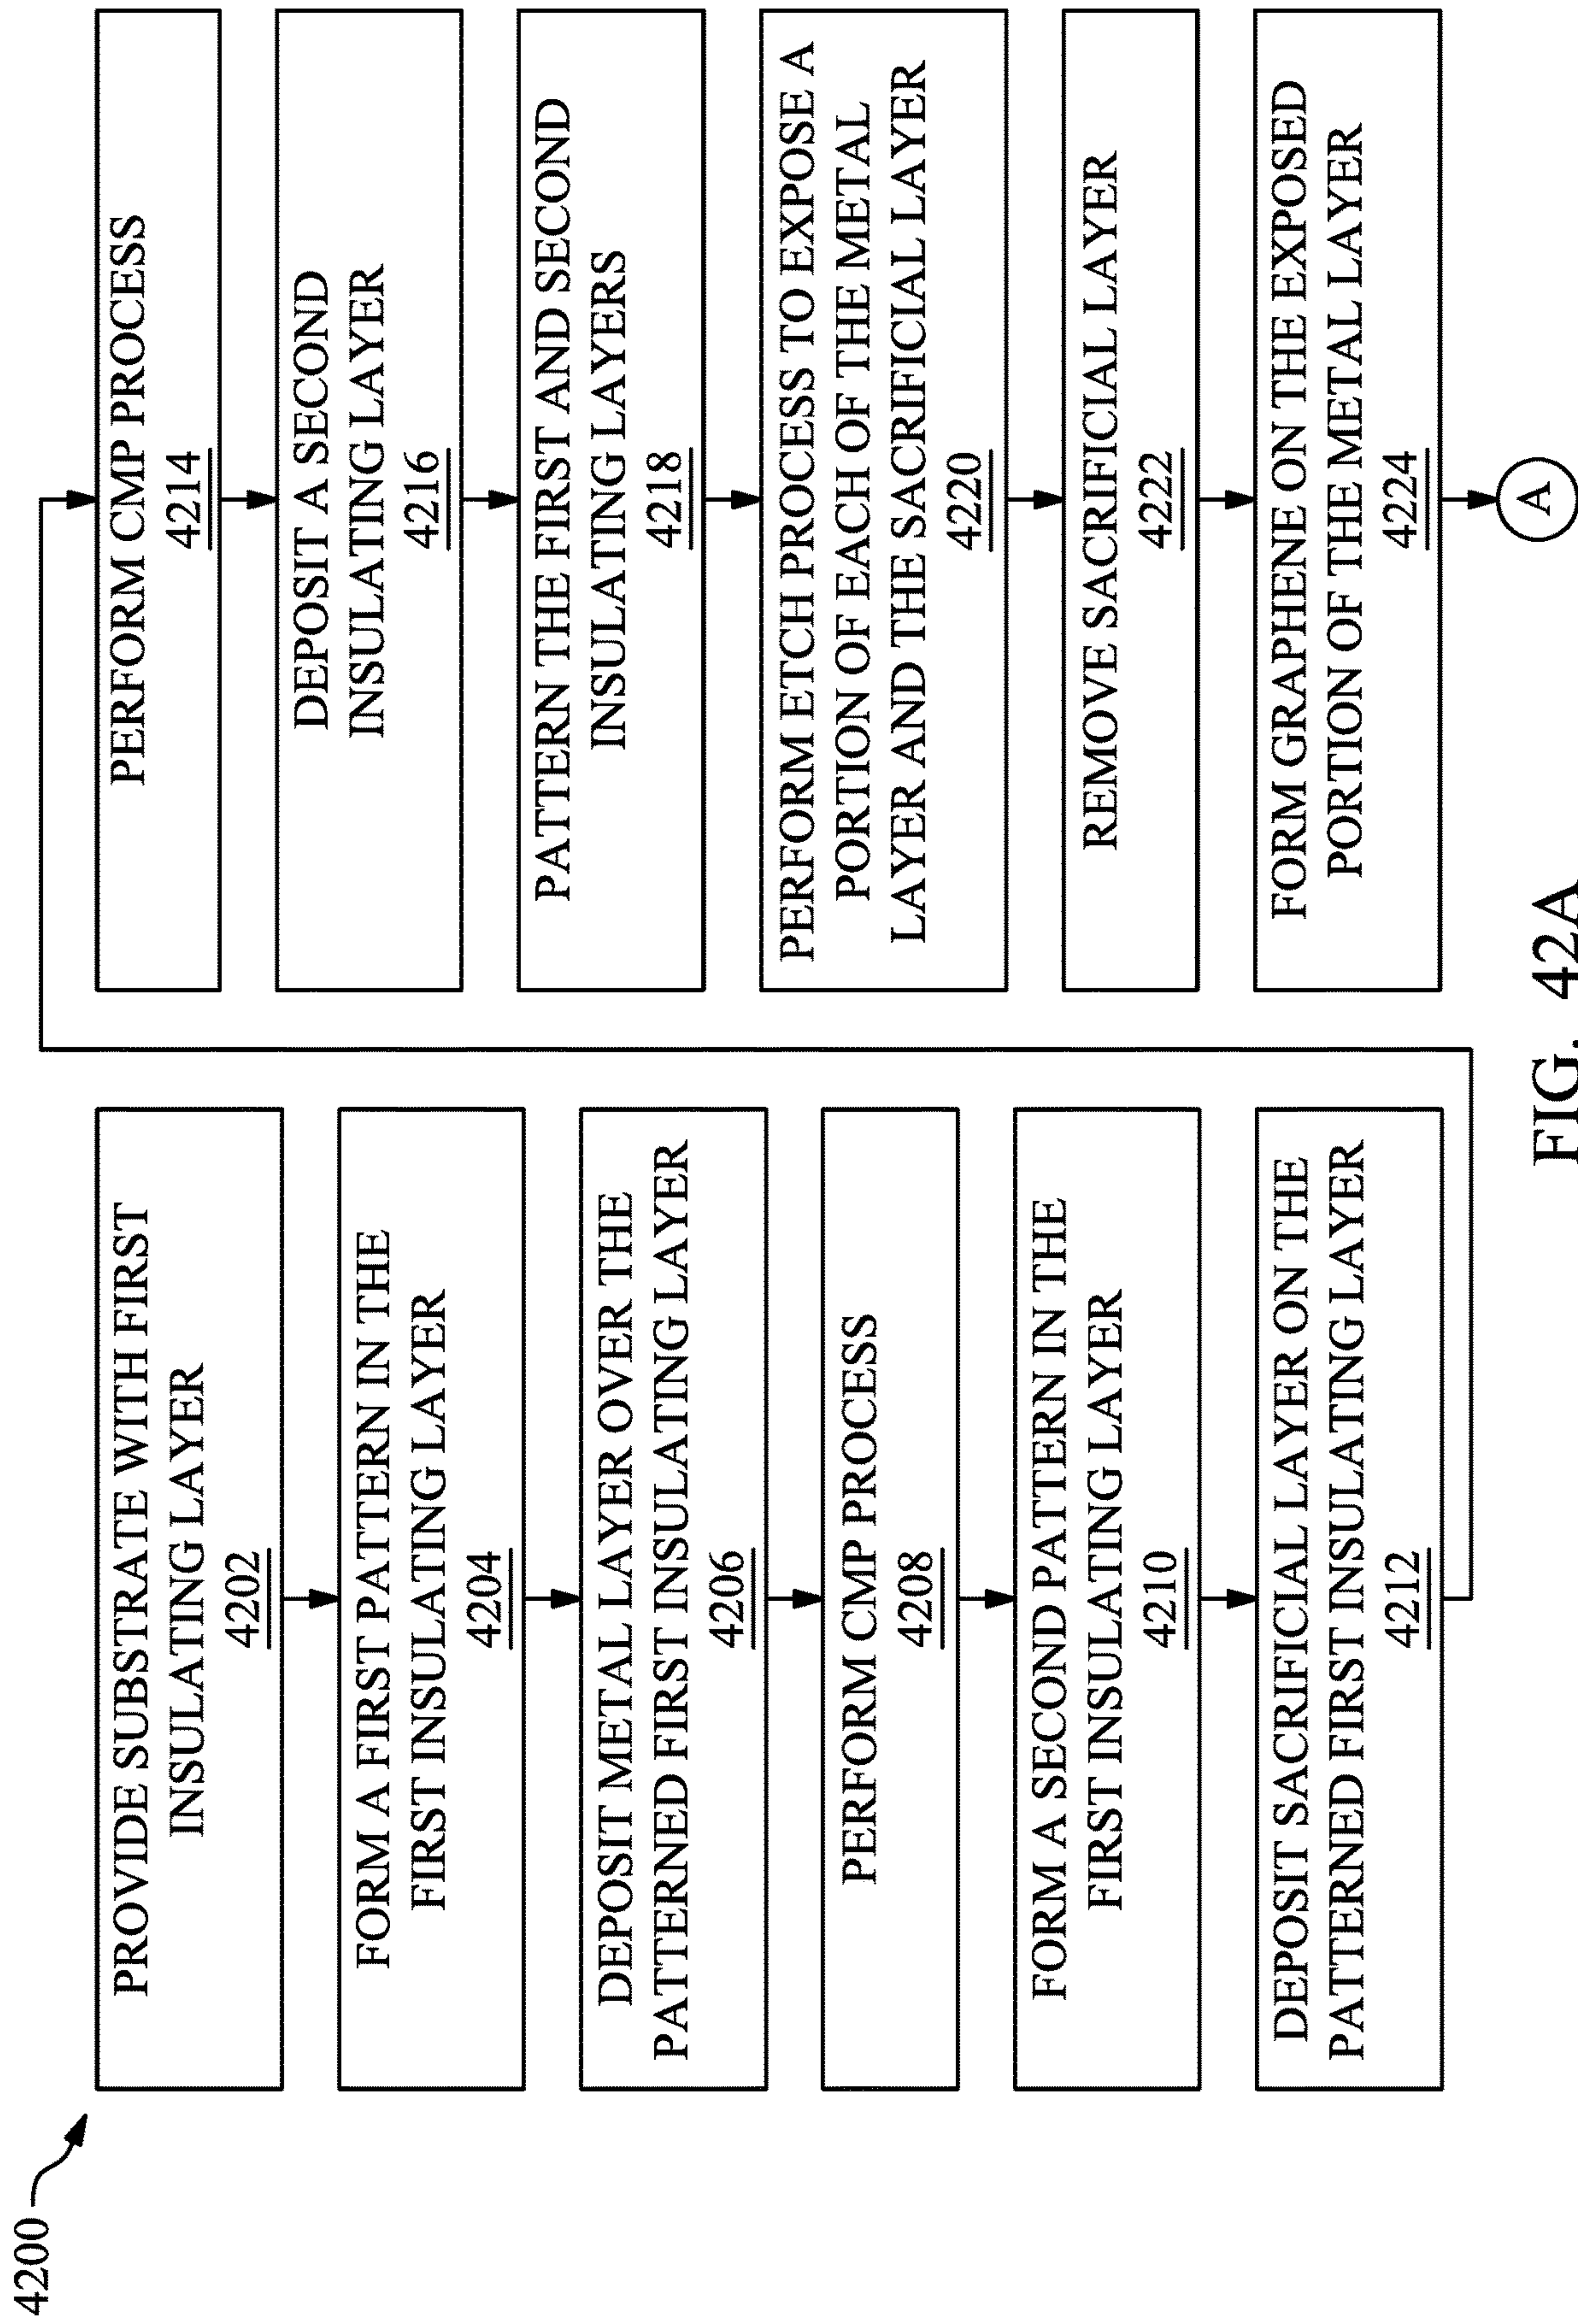 4200
PROVIDE SUBSTRATE WITH FIRST
INSULATING LAYER
4202
FORM A FIRST PATTERN IN THE
FIRST INSULATING LAYER
4204
DEPOSIT METAL LAYER OVER THE
PATTERNED FIRST INSULATING LAYER
4206
PERFORM CMP PROCESS
4208
FORM A SECOND PATTERN IN THE
FIRST INSULATING LAYER
4210
DEPOSIT SACRIFICIAL LAYER ON THE
PATTERNED FIRST INSULATING LAYER
4212
PERFORM CMP PROCESS
4214
DEPOSIT A SECOND
INSULATING LAYER
4216
PATTERN THE FIRST AND SECOND
INSULATING LAYERS
4218
PERFORM ETCH PROCESS TO EXPOSE A
PORTION OF EACH OF THE METAL
LAYER AND THE SACRIFICIAL LAYER
4220
REMOVE SACRIFICIAL LAYER
4222
FORM GRAPHENE ON THE EXPOSED
PORTION OF THE METAL LAYER
4224
A
FIG. 42A